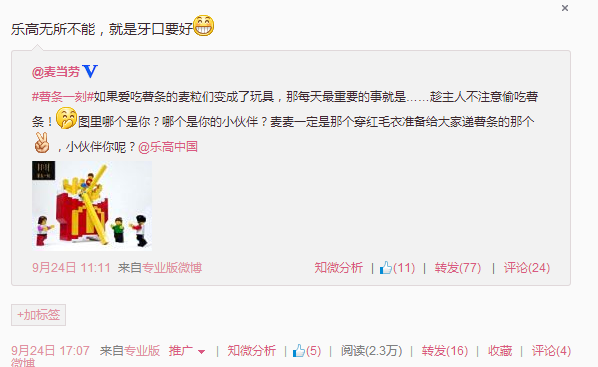 ×
乐高无所不能，就是牙口要好
@麦当劳
#薯条一刻#如果爱吃薯条的麦粒们变成了玩具，那每天最重要的事就是……趁主人不注意偷吃薯
条！图里哪个是你？哪个是你的小伙伴？麦麦一定是那个穿红毛衣准备给大家递薯条的那个
，小伙伴你呢？@乐高中国
9月24日 11:11 来自专业版微博 知微分析 | (11) | 转发(77) | 评论(24)
+加标签
9月24日 17:07 来自专业版 推广 | 知微分析 | (5) | 阅读(2.3万) | 转发(16) | 收藏 | 评论(4)
微博